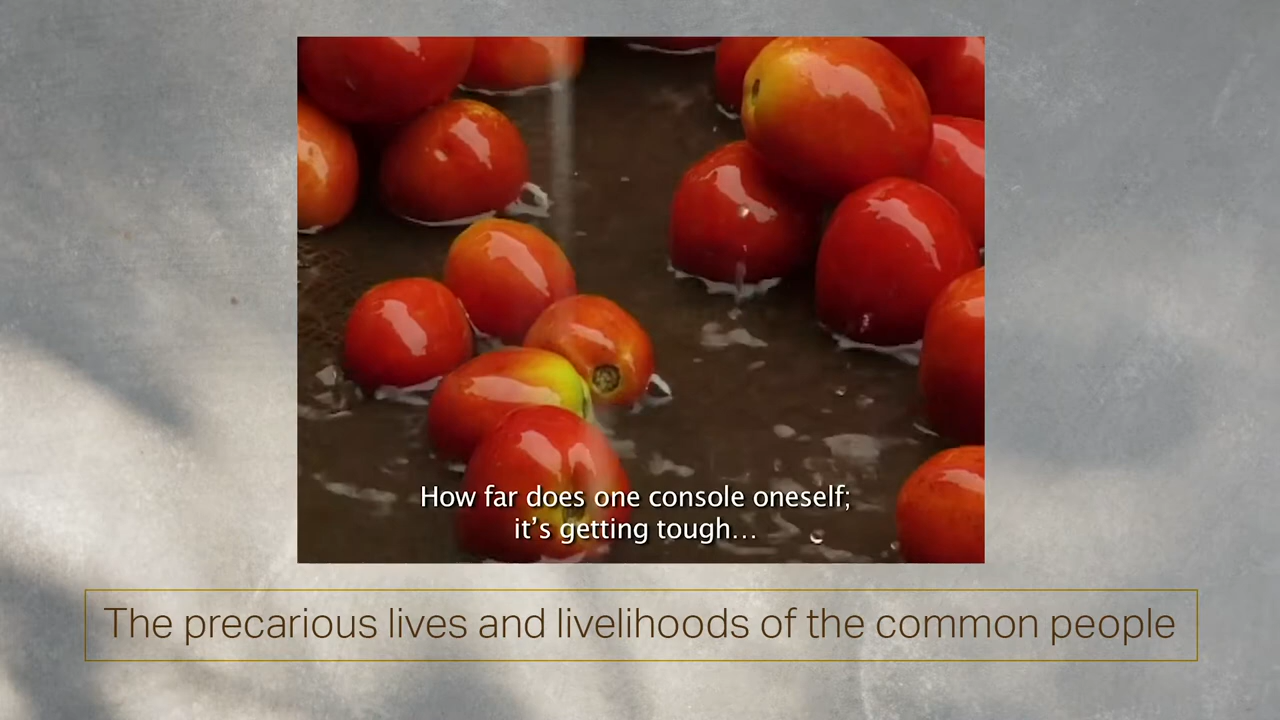 How far does one console oneself;
it's getting tough…
The precarious lives and livelihoods of the common people